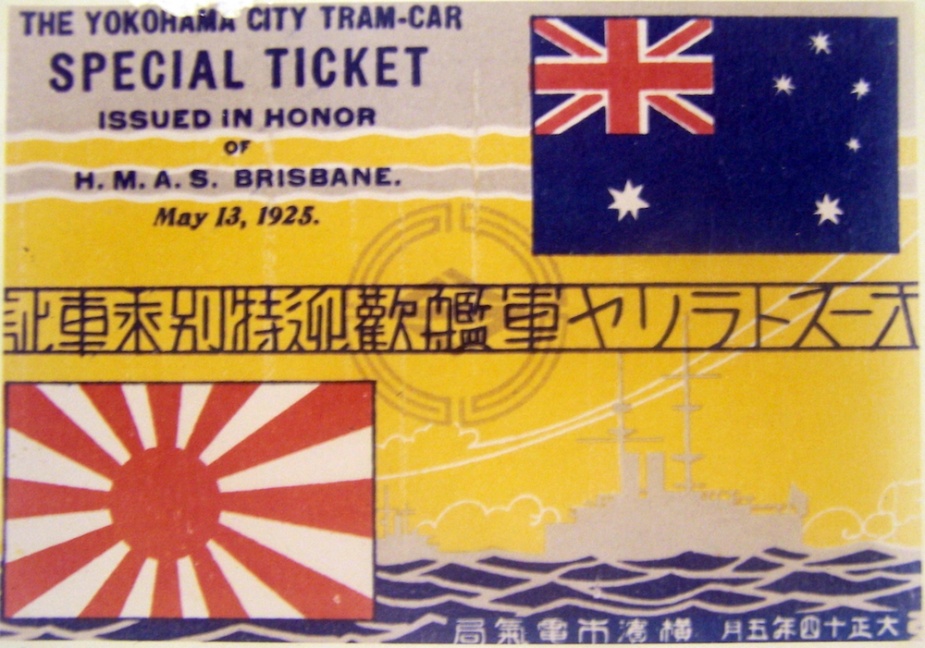 THE YOKOHAMA CITY TRAM-CAR
SPECIAL TICKET
ISSUED IN HONOR
OF
H. M. A. S. BRISBANE.
May 13, 1925.
オーストラリヤ軍艦歡迎特別乗車証
大正十四年五月 横濱市電氣局